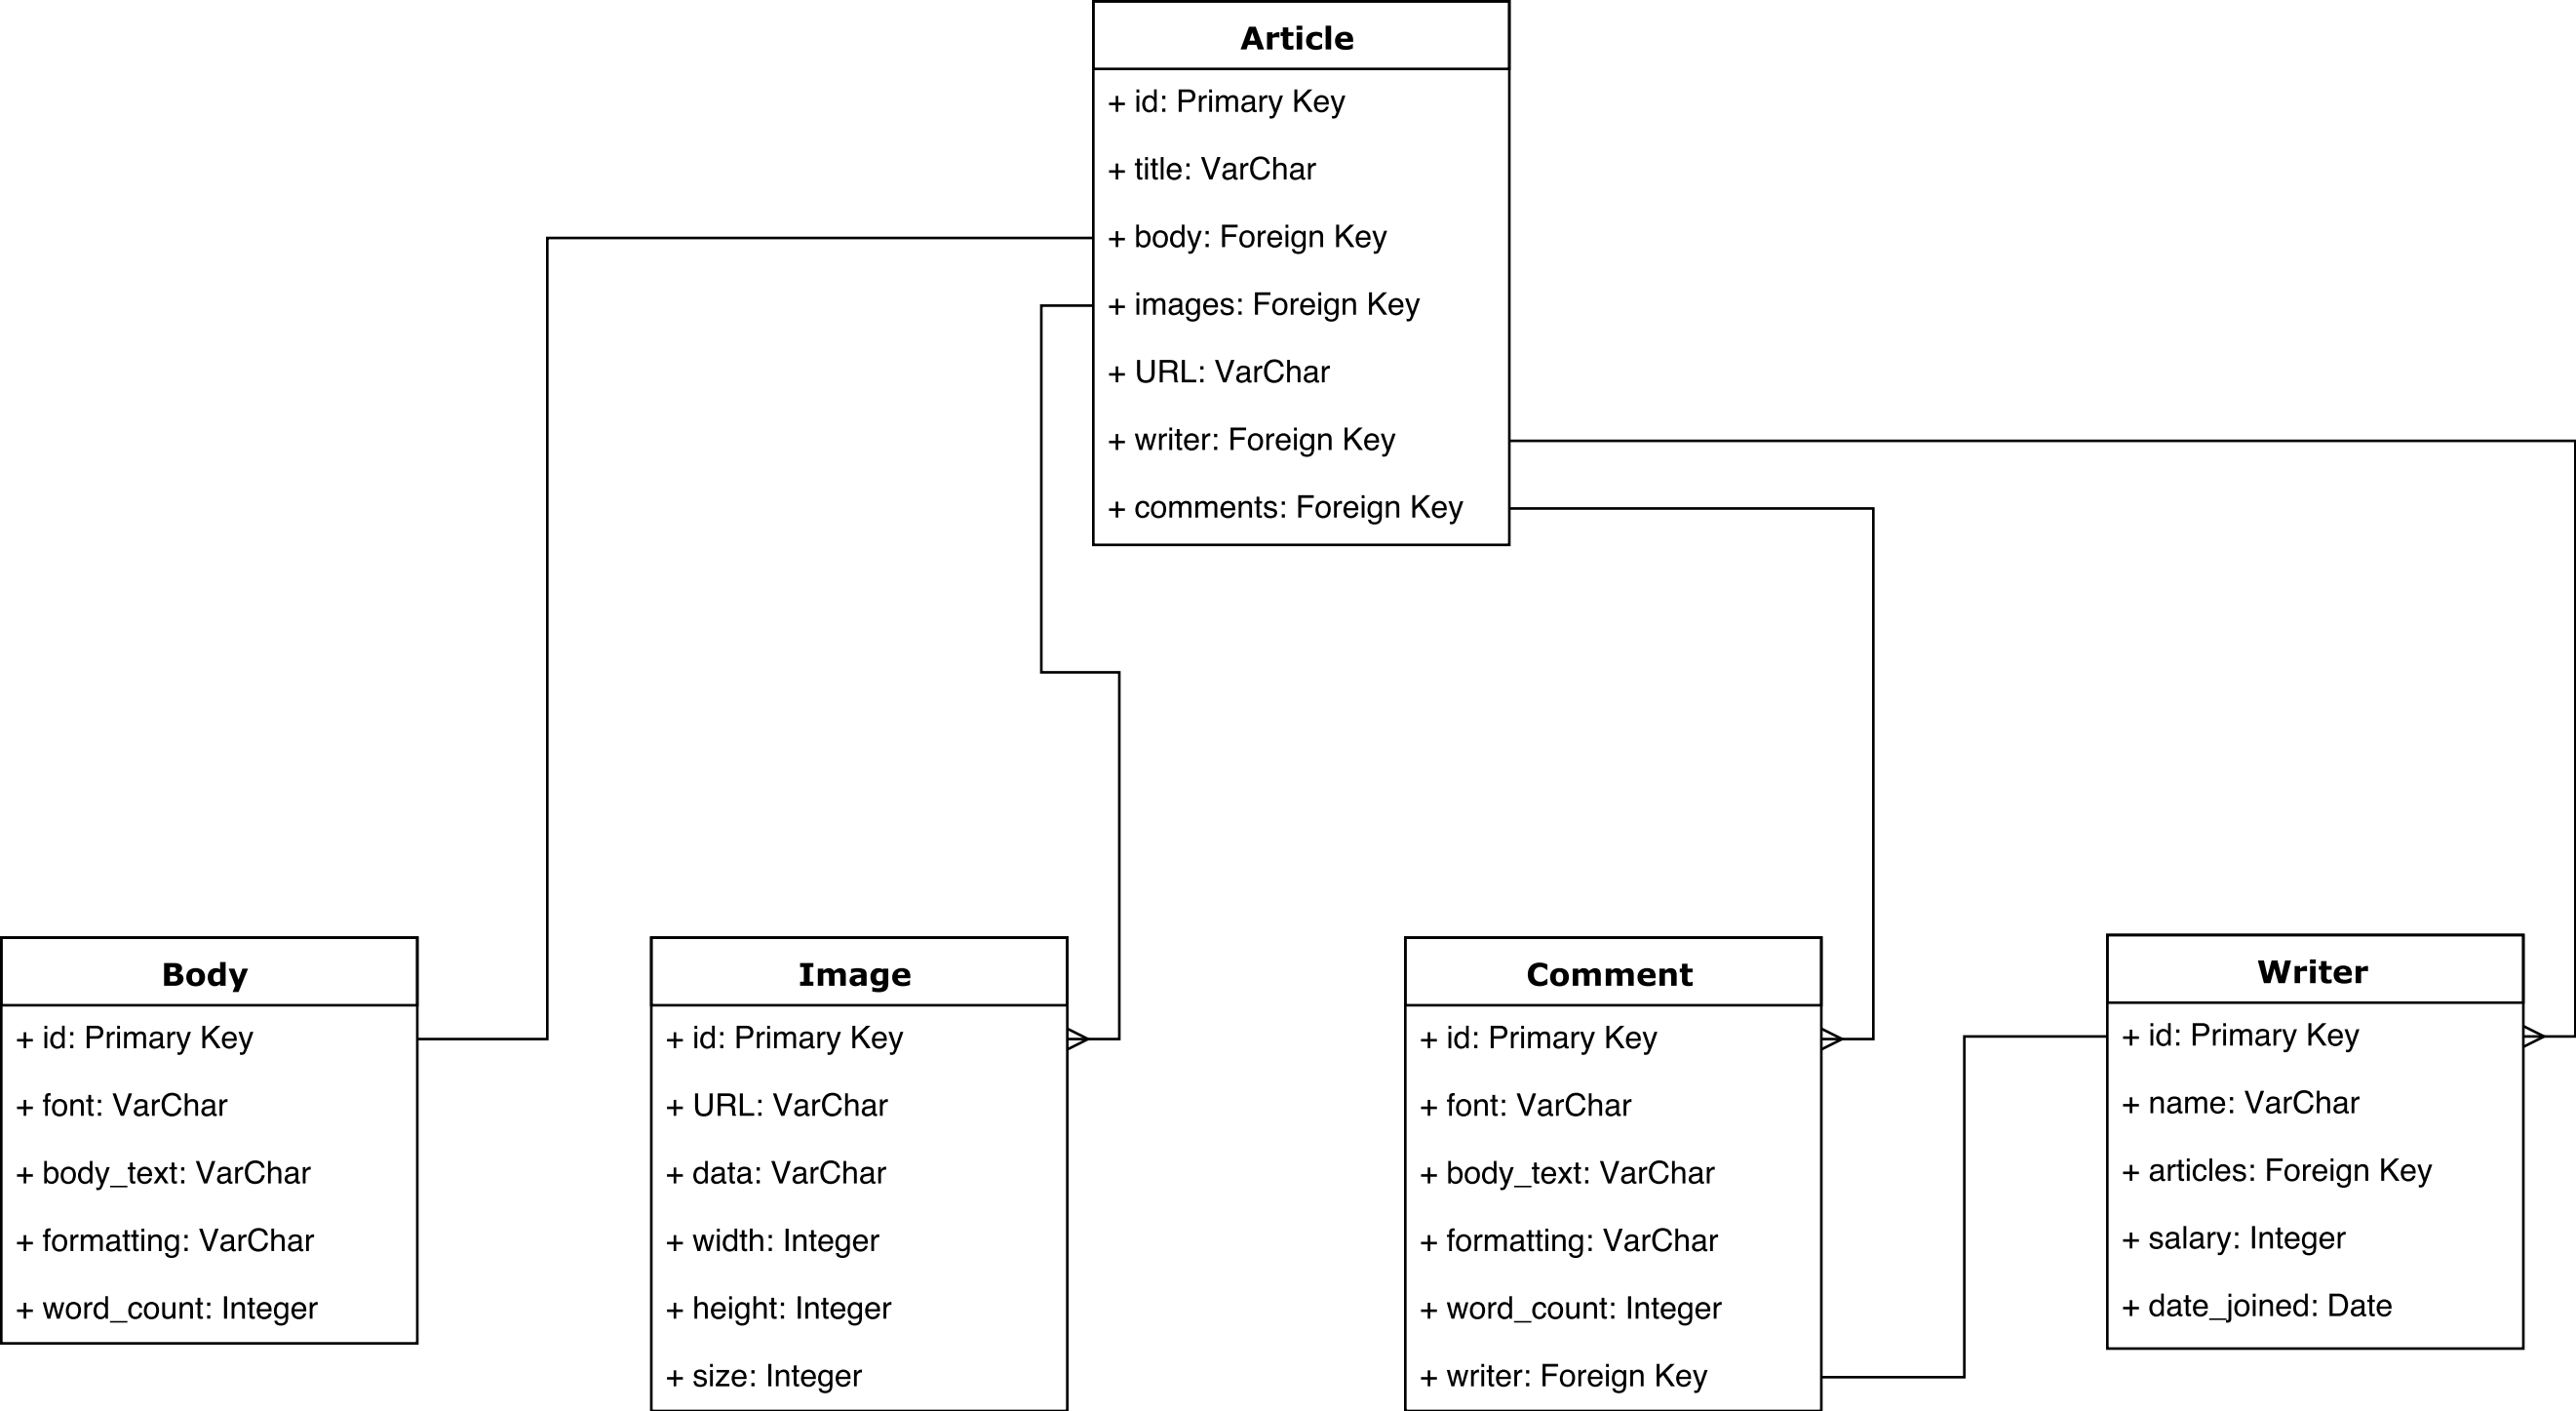 Article
+ id: Primary Key
+ title: VarChar
+ body: Foreign Key
+ images: Foreign Key
+ URL: VarChar
+ writer: Foreign Key
+ comments: Foreign Key
Body
+ id: Primary Key
+ font: VarChar
+ body_text: VarChar
+ formatting: VarChar
+ word_count: Integer
Image
+ id: Primary Key
+ URL: VarChar
+ data: VarChar
+ width: Integer
+ height: Integer
+ size: Integer
Comment
+ id: Primary Key
+ font: VarChar
+ body_text: VarChar
+ formatting: VarChar
+ word_count: Integer
+ writer: Foreign Key
Writer
+ id: Primary Key
+ name: VarChar
+ articles: Foreign Key
+ salary: Integer
+ date_joined: Date